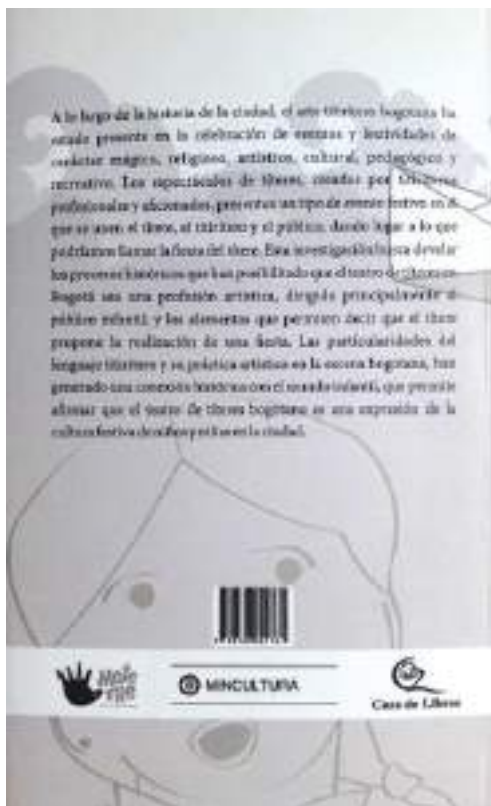 A lo largo de la historia de la ciudad, el arte titiritero bogotano ha
estado presente en la celebración de eventos y festividades de
carácter mágico, religioso, artístico, cultural, pedagógico y
recreativo. Los espectáculos de títeres, creados por titiriteros
profesionales y aficionados, presentan un tipo de evento festivo en el
que se unen el títere, el titiritero y el público, dando lugar a lo que
podríamos llamar la fiesta del títere. Esta investigación busca develar
los procesos históricos que han posibilitado que el teatro de títeres en
Bogotá sea una profesión artística, dirigida principalmente al
público infantil, y los elementos que permiten decir que el títere
propone la realización de una fiesta. Las particularidades del
lenguaje titiritero y su práctica artística en la escena bogotana, han
generado una conexión histórica con el mundo infantil, que permite
afirmar que el teatro de títeres bogotano es una expresión de la
cultura festiva de niños y niñas en la ciudad.
MINCULTURA
Casa de Libros